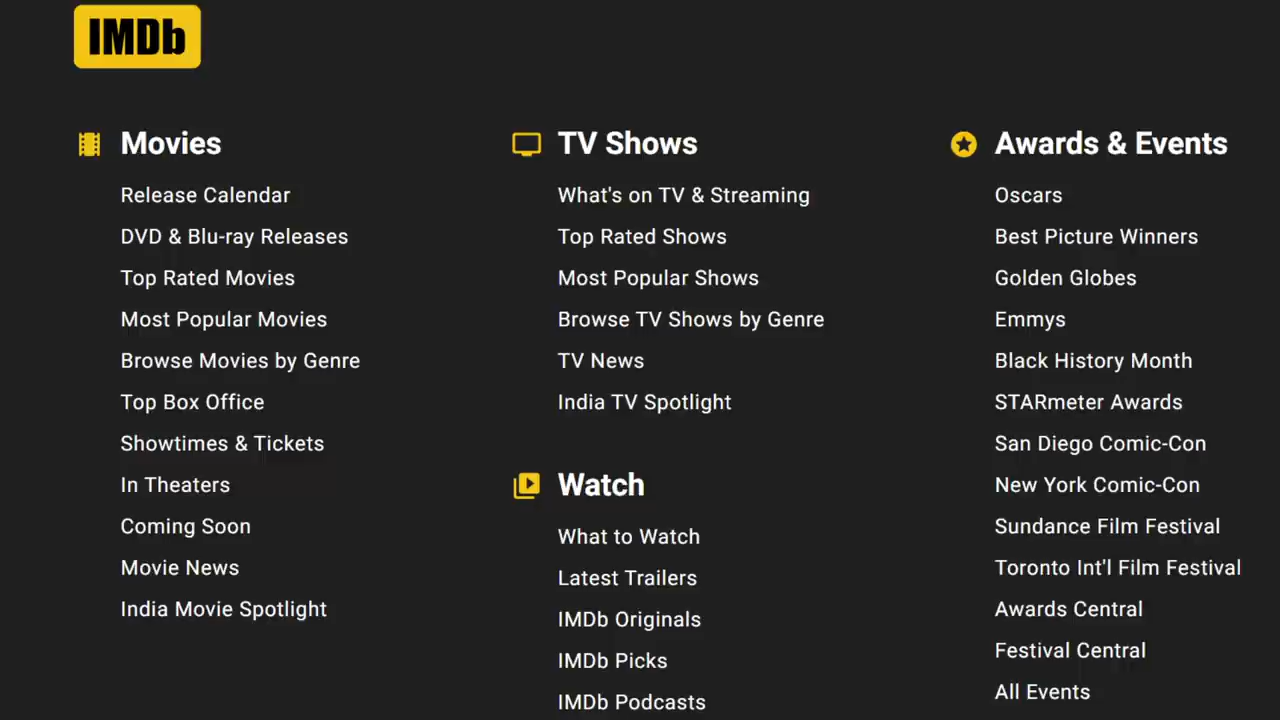 IMDb
Movies
Release Calendar
DVD & Blu-ray Releases
Top Rated Movies
Most Popular Movies
Browse Movies by Genre
Top Box Office
Showtimes & Tickets
In Theaters
Coming Soon
Movie News
India Movie Spotlight
TV Shows
What's on TV & Streaming
Top Rated Shows
Most Popular Shows
Browse TV Shows by Genre
TV News
India TV Spotlight
Watch
What to Watch
Latest Trailers
IMDb Originals
IMDb Picks
IMDb Podcasts
Awards & Events
Oscars
Best Picture Winners
Golden Globes
Emmys
Black History Month
STARmeter Awards
San Diego Comic-Con
New York Comic-Con
Sundance Film Festival
Toronto Int'l Film Festival
Awards Central
Festival Central
All Events